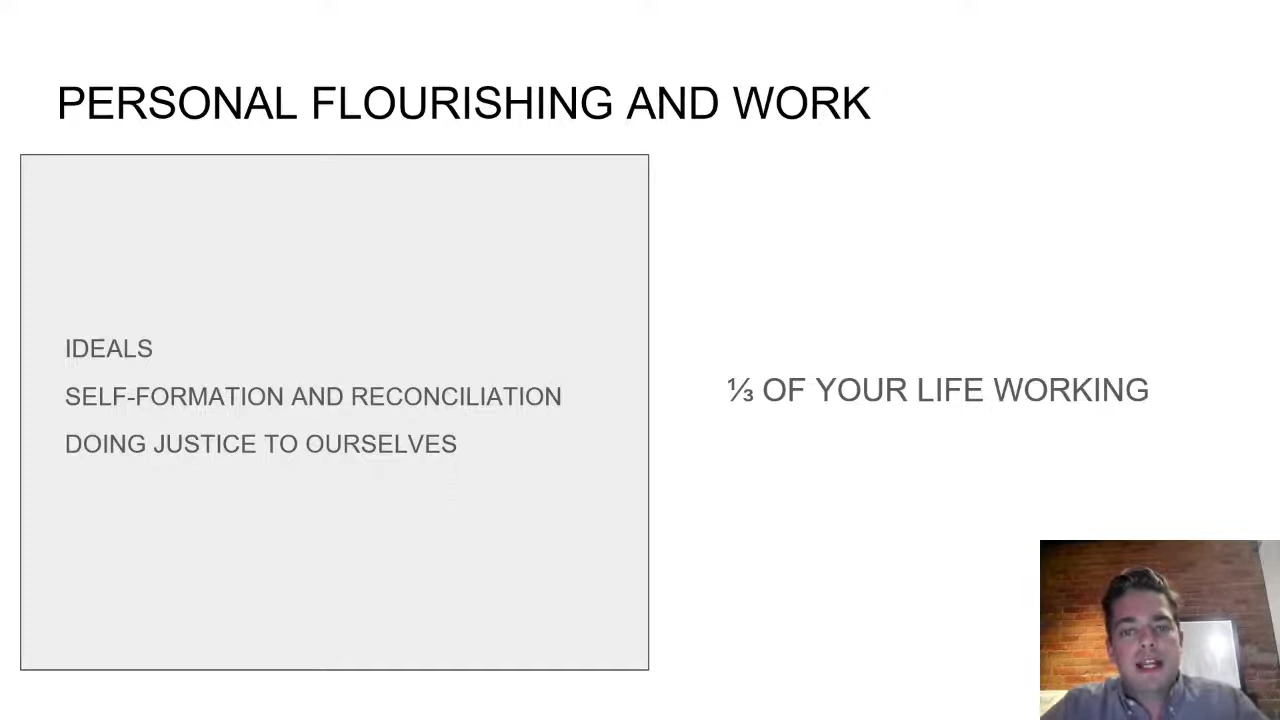 PERSONAL FLOURISHING AND WORK
IDEALS
SELF-FORMATION AND RECONCILIATION
DOING JUSTICE TO OURSELVES
⅓ OF YOUR LIFE WORKING